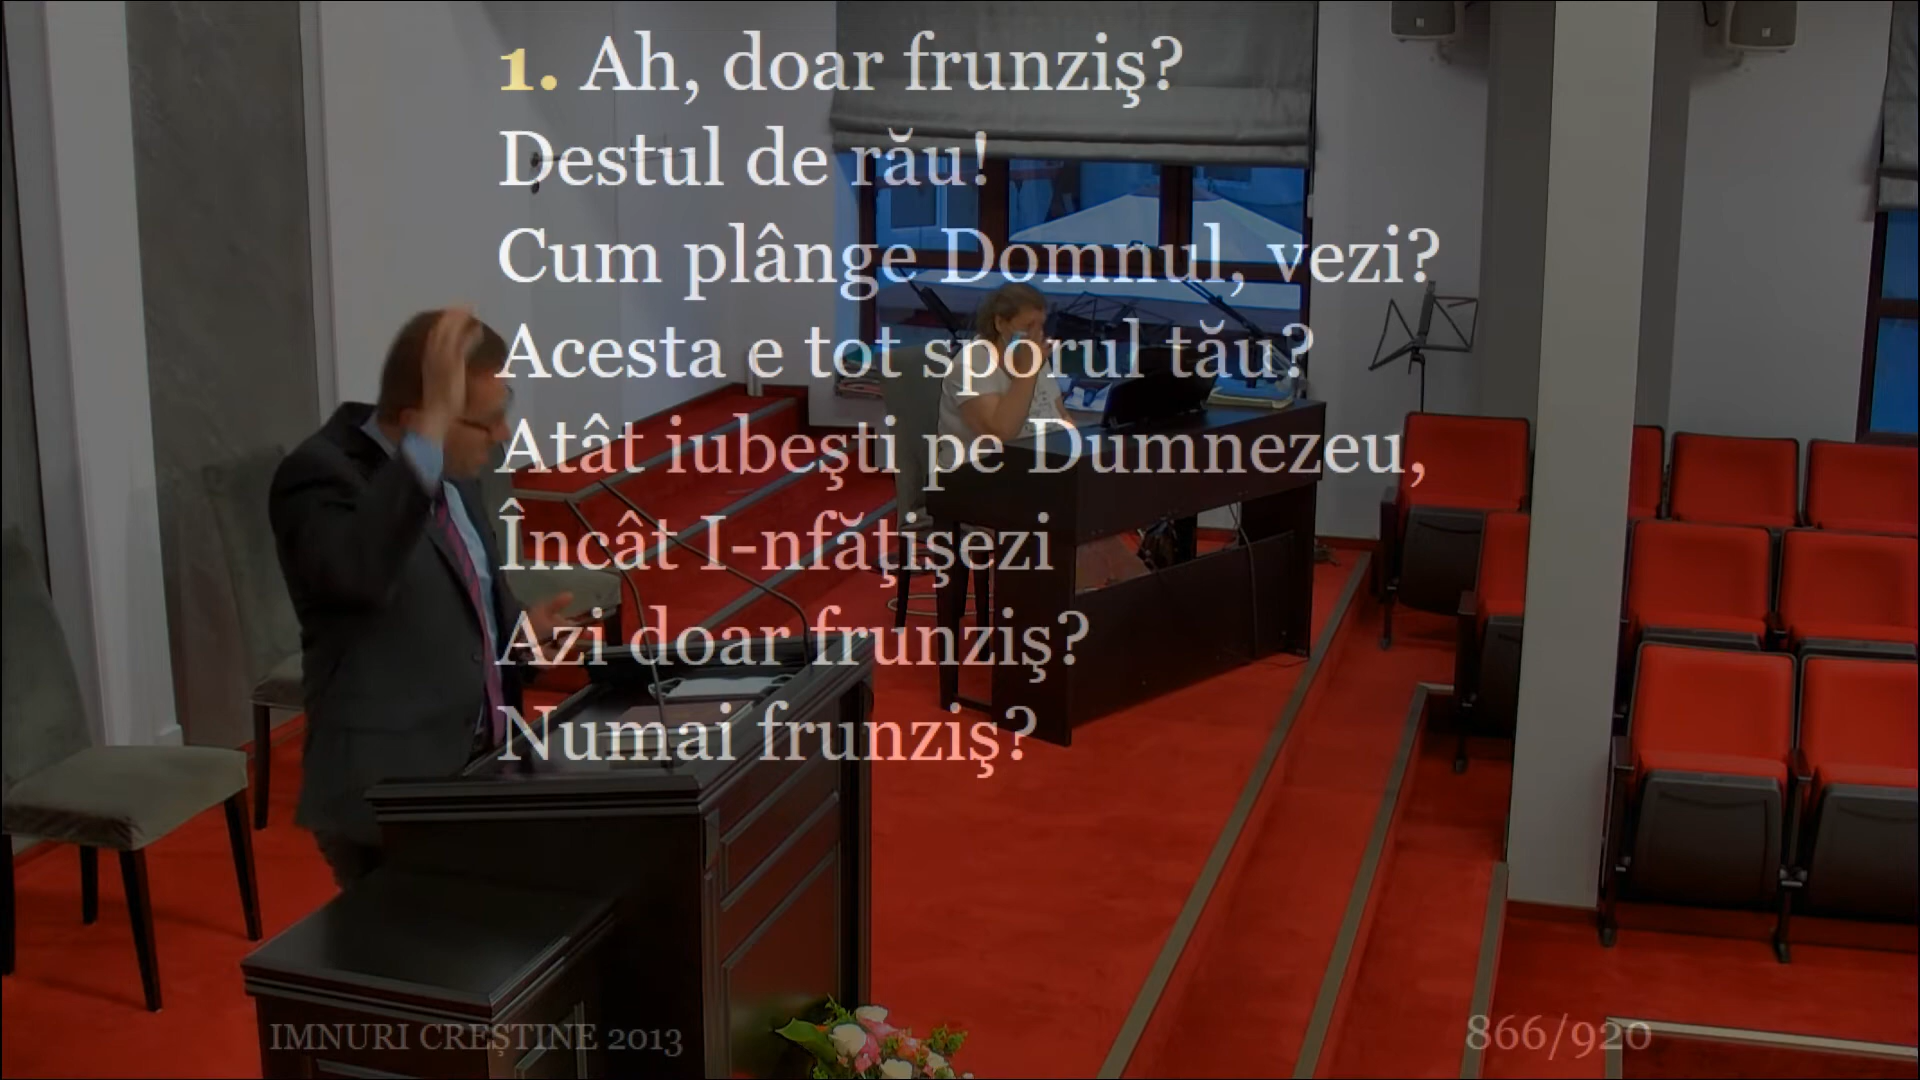 1. Ah, doar frunziş?
Destul de rău!
Cum plânge Domnul, vezi?
Acesta e tot sporul tău?
Atât iubeşti pe Dumnezeu,
Încât I-nfăţişezi
Azi doar frunziş?
Numai frunziş?
IMNURI CREȘTINE 2013
866/920